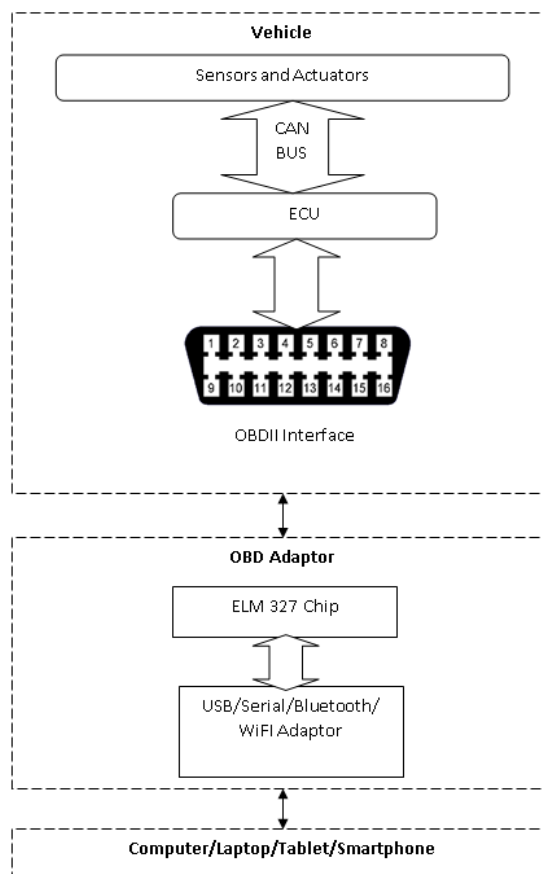 Vehicle
Sensors and Actuators
CAN
BUS
ECU
1 2 3 4 5 6 7 8
9 10 11 12 13 14 15 16
OBDII Interface
OBD Adaptor
ELM 327 Chip
USB/Serial/Bluetooth/
WiFI Adaptor
Computer/Laptop/Tablet/Smartphone